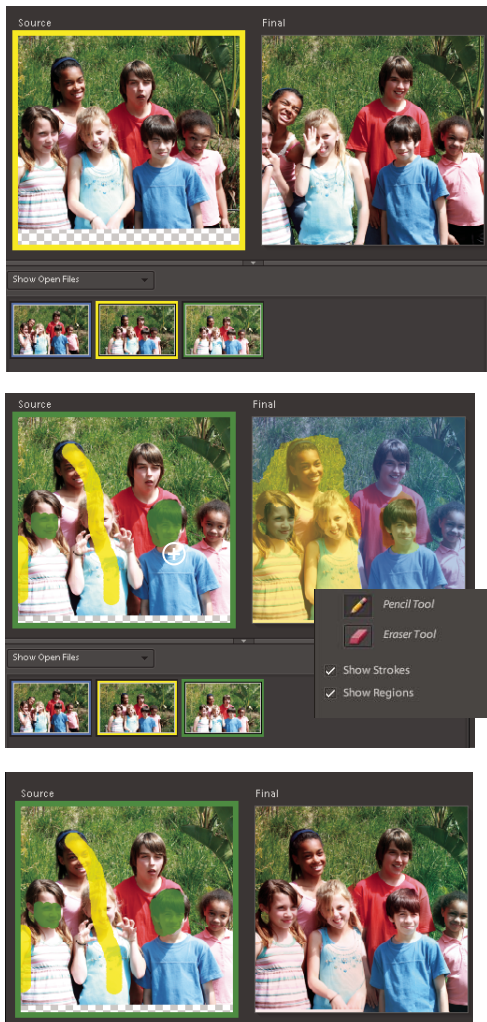 Source Final
Show Open Files
Source Final
Pencil Tool
Eraser Tool
Show Open Files
Show Strokes
Show Regions
Source Final